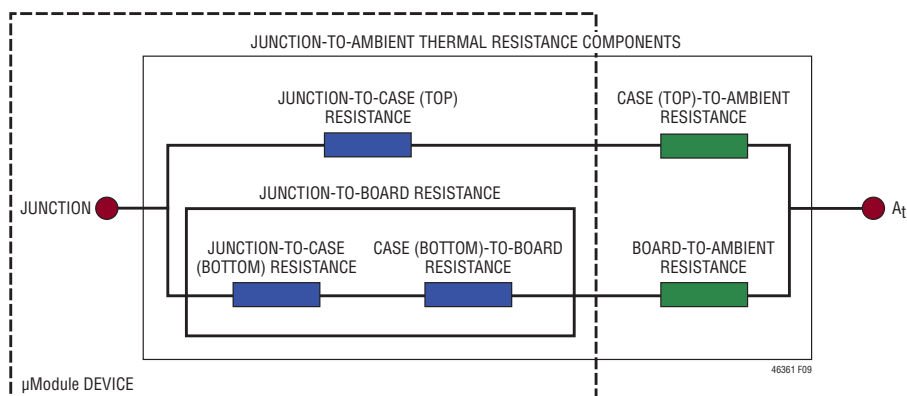 JUNCTION-TO-AMBIENT THERMAL RESISTANCE COMPONENTS
JUNCTION-TO-CASE (TOP)
RESISTANCE
CASE (TOP)-TO-AMBIENT
RESISTANCE
JUNCTION-TO-BOARD RESISTANCE
JUNCTION
At
JUNCTION-TO-CASE
(BOTTOM) RESISTANCE
CASE (BOTTOM)-TO-BOARD
RESISTANCE
BOARD-TO-AMBIENT
RESISTANCE
46361 F09
µModule DEVICE